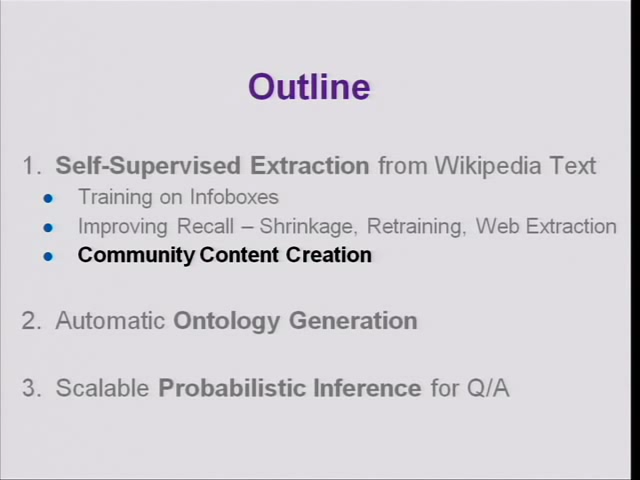 Outline
1. Self-Supervised Extraction from Wikipedia Text
• Training on Infoboxes
• Improving Recall – Shrinkage, Retraining, Web Extraction
• Community Content Creation
2. Automatic Ontology Generation
3. Scalable Probabilistic Inference for Q/A